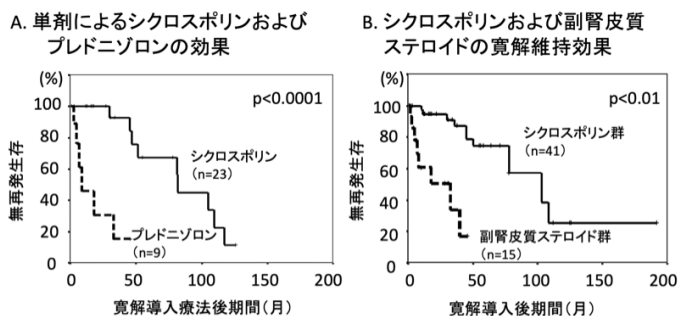 A. 単剤によるシクロスポリンおよび
プレドニゾロンの効果
(%)
p<0.0001
100
80
60
40
20
0
無再発生存
シクロスポリン
(n=23)
プレドニゾロン
(n=9)
0 50 100 150 200
寛解導入療法後期間(月)
B. シクロスポリンおよび副腎皮質
ステロイドの寛解維持効果
(%)
p<0.01
100
80
60
40
20
0
無再発生存
シクロスポリン群
(n=41)
副腎皮質ステロイド群
(n=15)
0 50 100 150 200
寛解導入後期間(月)